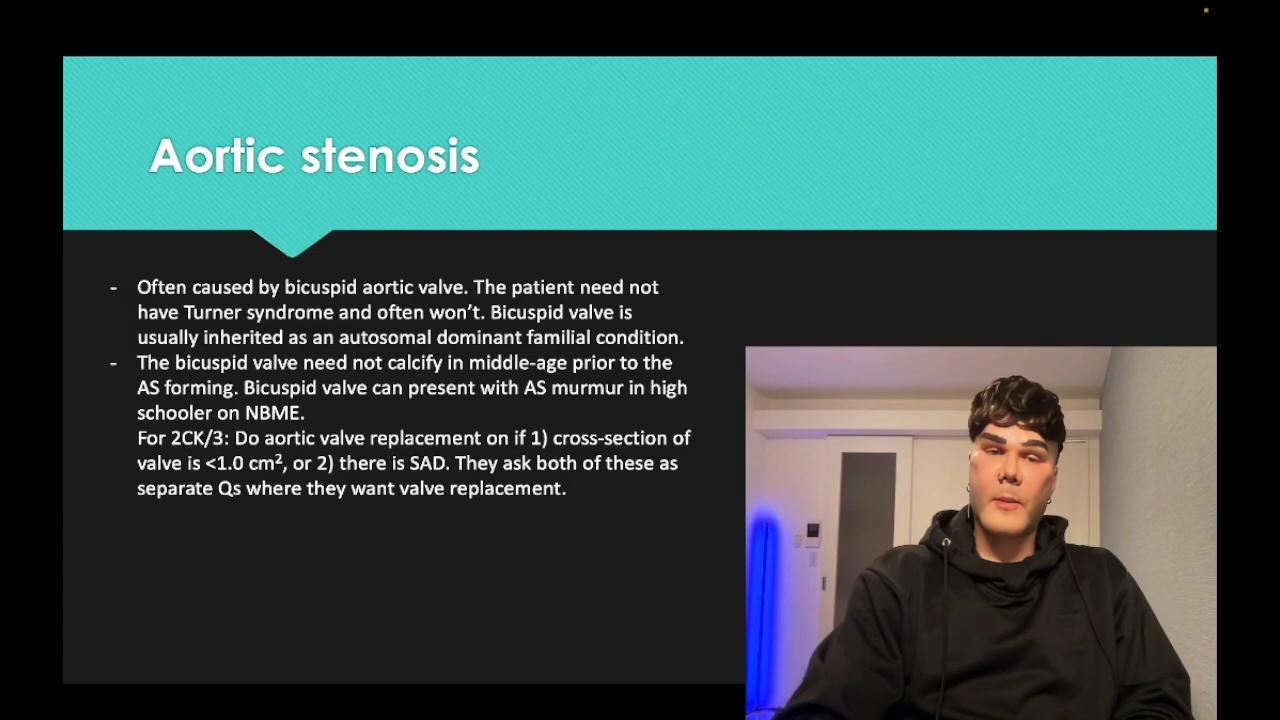 Aortic stenosis
- Often caused by bicuspid aortic valve. The patient need not
have Turner syndrome and often won’t. Bicuspid valve is
usually inherited as an autosomal dominant familial condition.
- The bicuspid valve need not calcify in middle-age prior to the
AS forming. Bicuspid valve can present with AS murmur in high
schooler on NBME.
For 2CK/3: Do aortic valve replacement on if 1) cross-section of
valve is <1.0 cm², or 2) there is SAD. They ask both of these as
separate Qs where they want valve replacement.